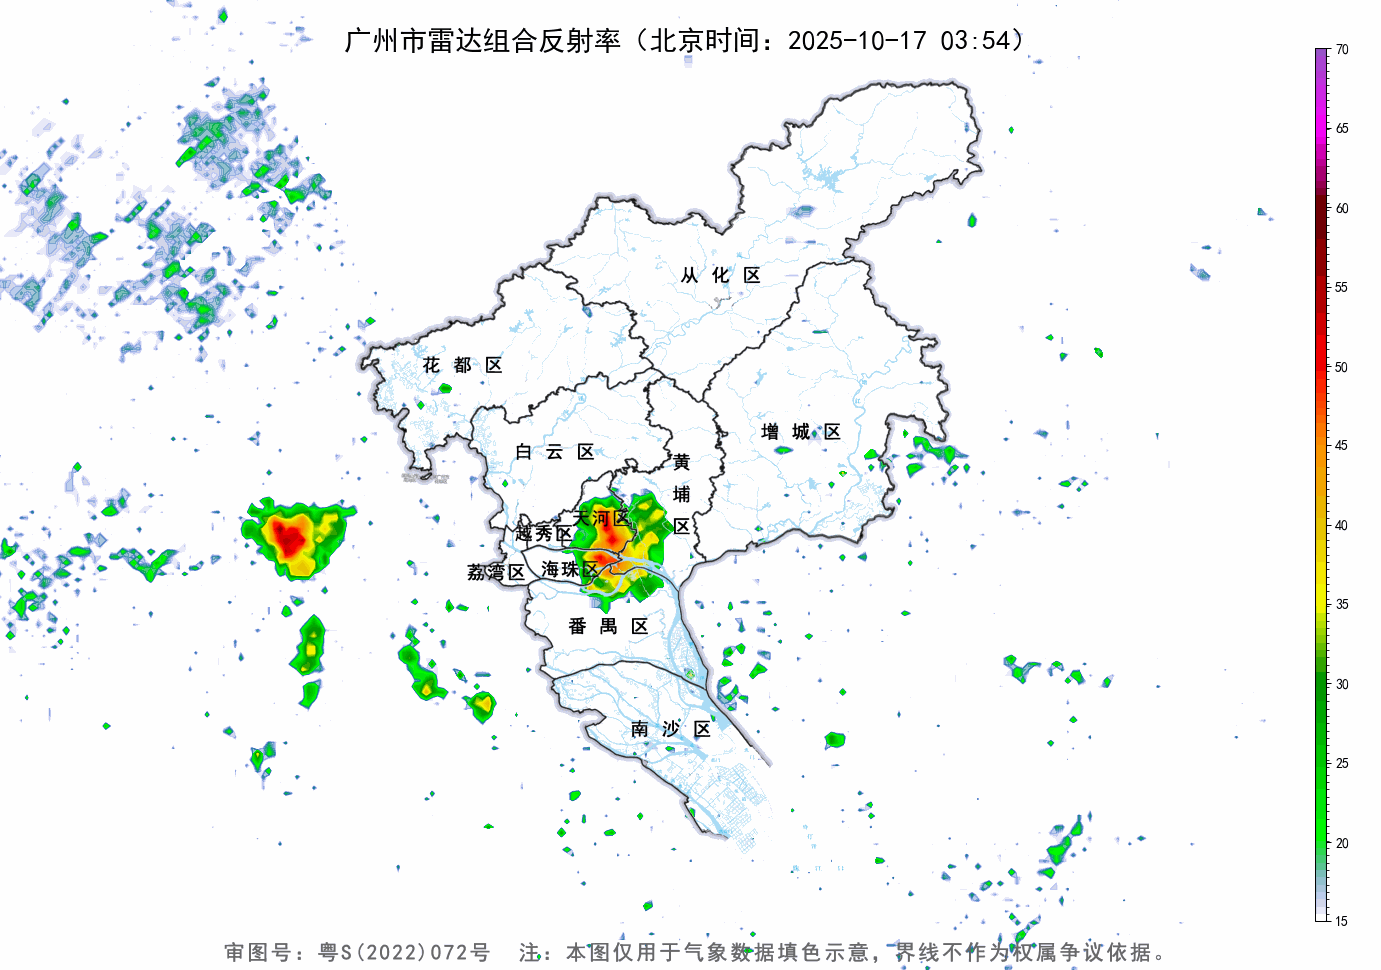 广州市雷达组合反射率（北京时间：2025-10-17 03:54）
70
65
60
55
50
45
40
35
30
25
20
15
从化区
花都区
增城区
白云区
黄埔区
天河区
越秀区
海珠区
荔湾区
番禺区
南沙区
审图号：粤S(2022)072号 注：本图仅用于气象数据填色示意，界线不作为权属争议依据。